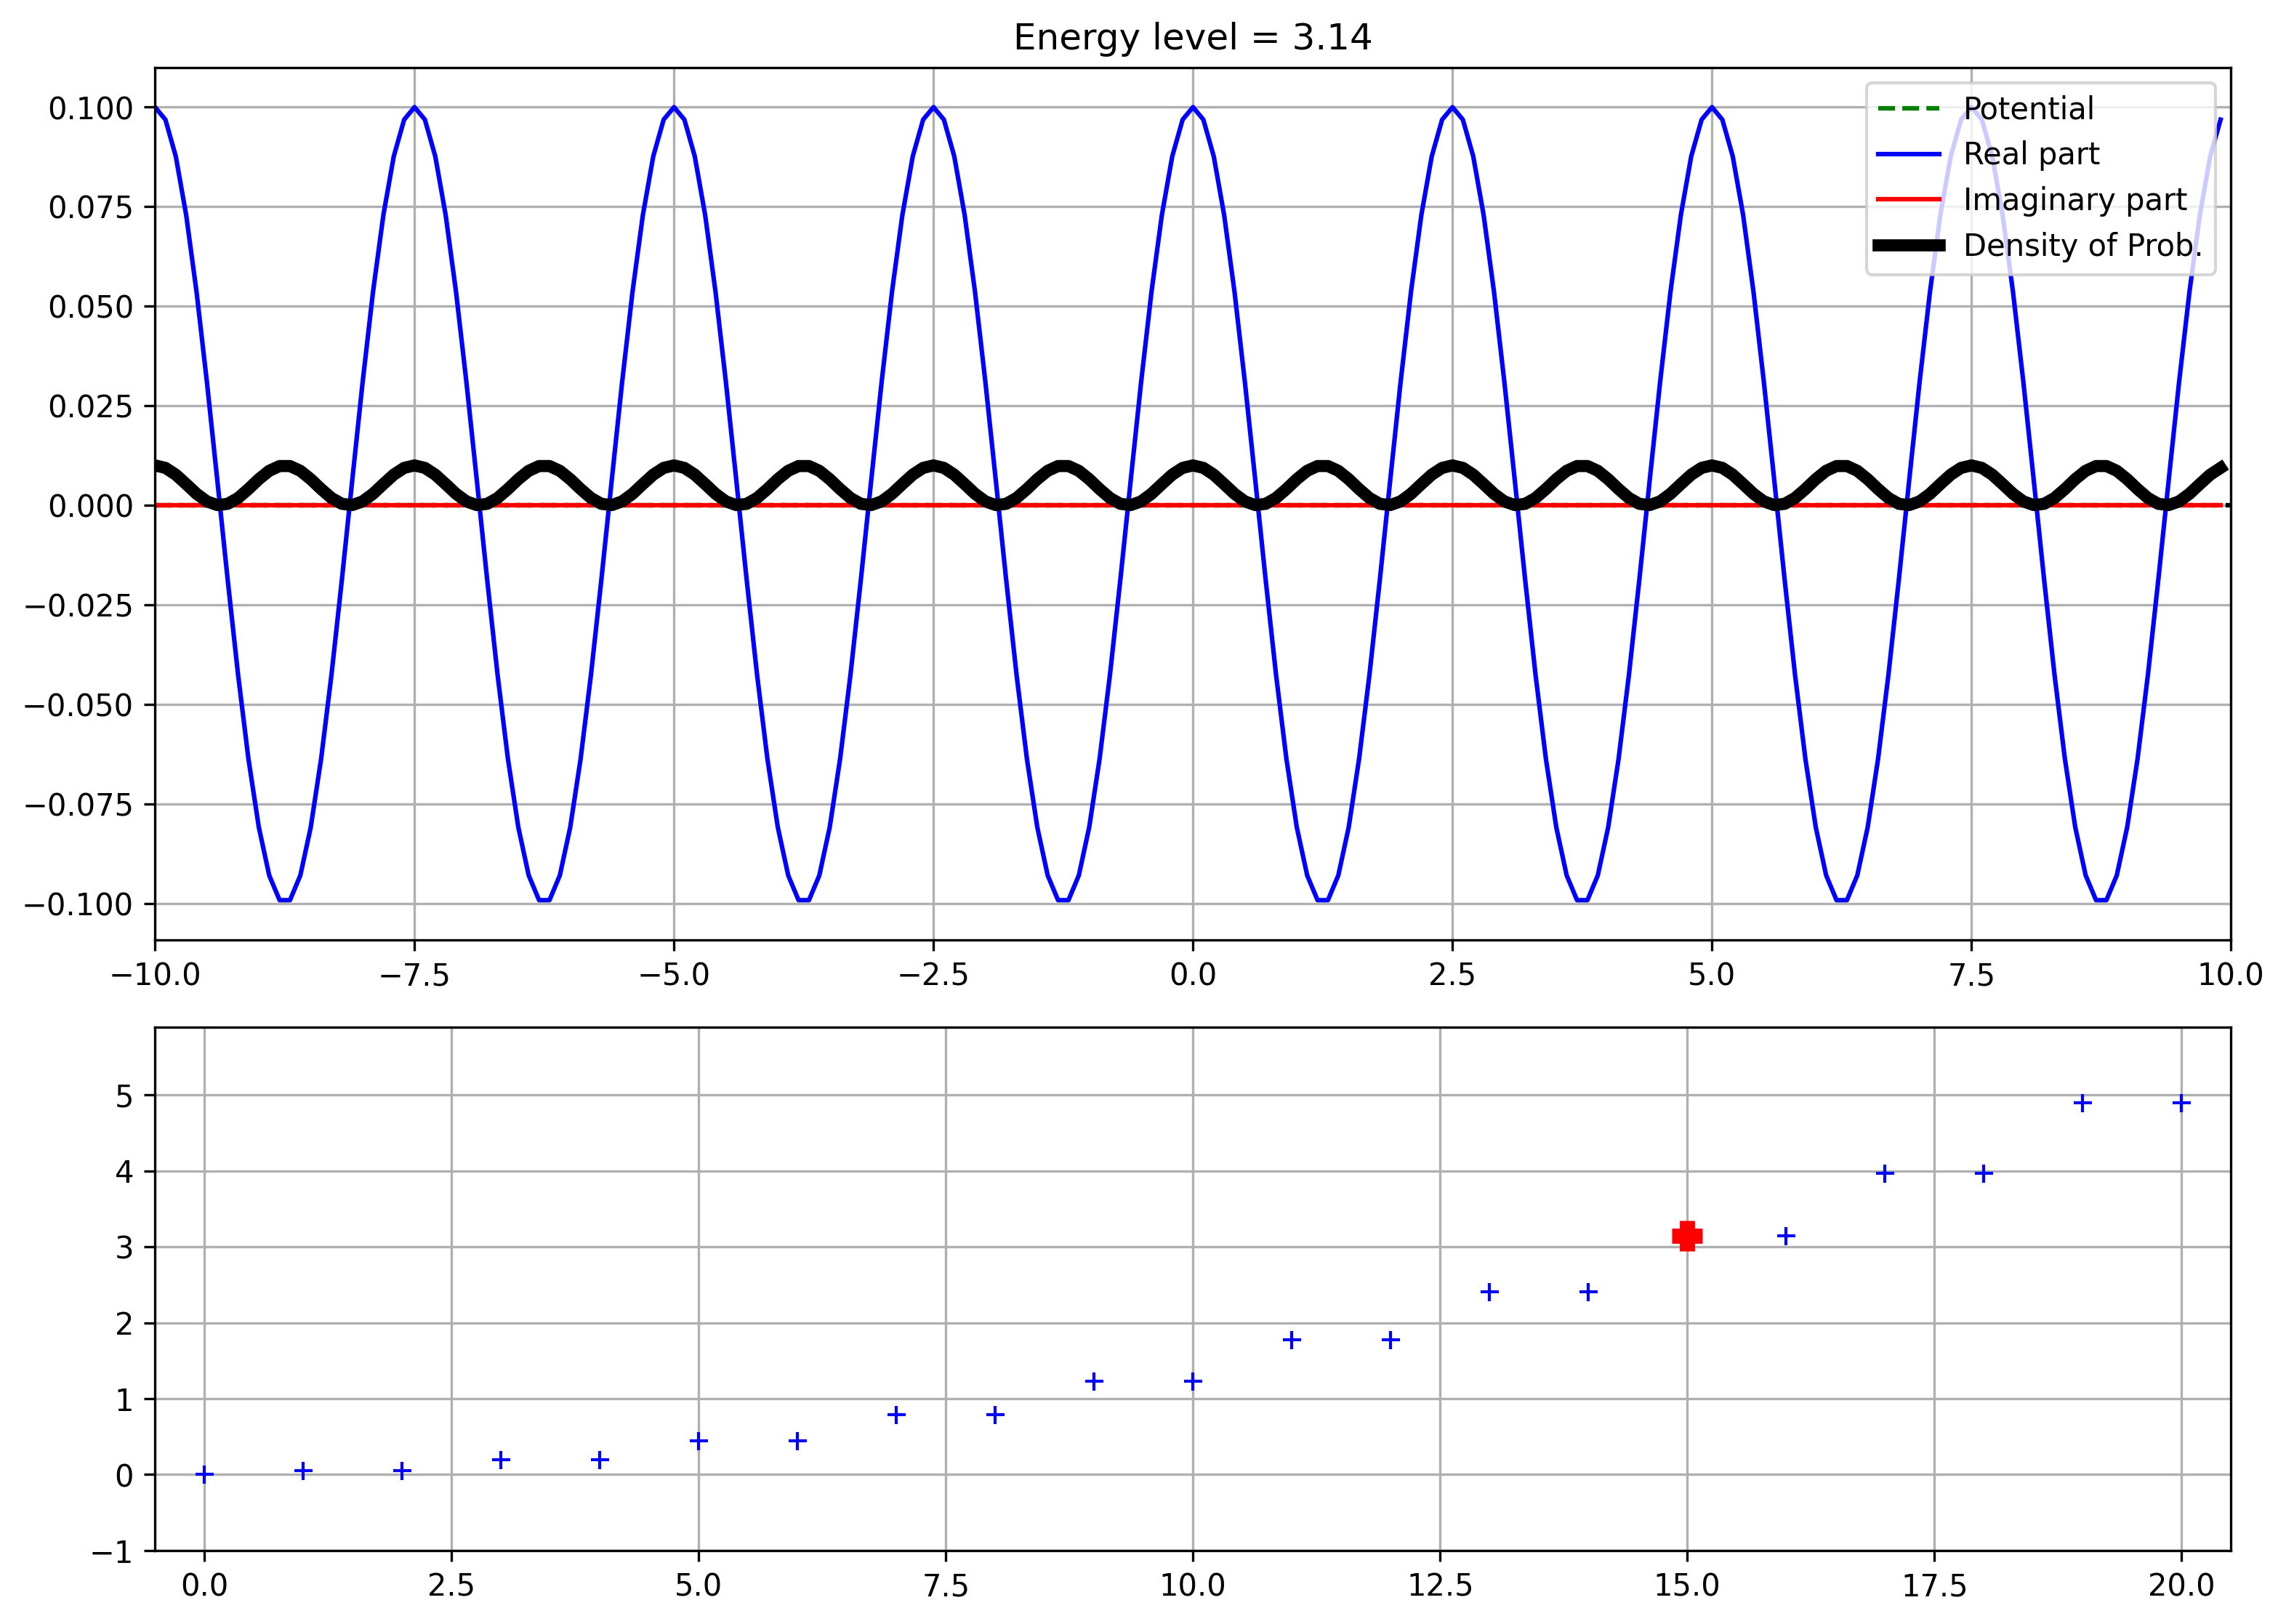 Energy level = 3.14
Potential
Real part
Imaginary part
Density of Prob.
0.100
0.075
0.050
0.025
0.000
−0.025
−0.050
−0.075
−0.100
−10.0 −7.5 −5.0 −2.5 0.0 2.5 5.0 7.5 10.0
5
4
3
2
1
0
−1
0.0 2.5 5.0 7.5 10.0 12.5 15.0 17.5 20.0